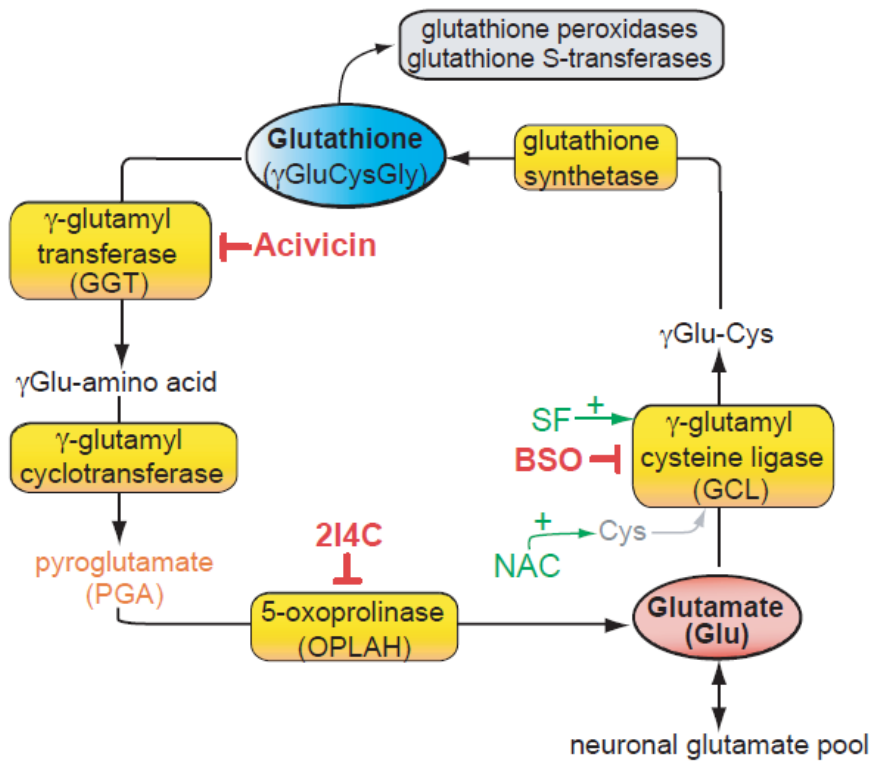 glutathione peroxidases
glutathione S-transferases
Glutathione
(γGluCysGly)
glutathione
synthetase
γ-glutamyl
transferase
(GGT)
Acivicin
γGlu-Cys
γGlu-amino acid
SF
+
γ-glutamyl
cysteine ligase
(GCL)
BSO
γ-glutamyl
cyclotransferase
+
Cys
NAC
2I4C
pyroglutamate
(PGA)
5-oxoprolinase
(OPLAH)
Glutamate
(Glu)
neuronal glutamate pool